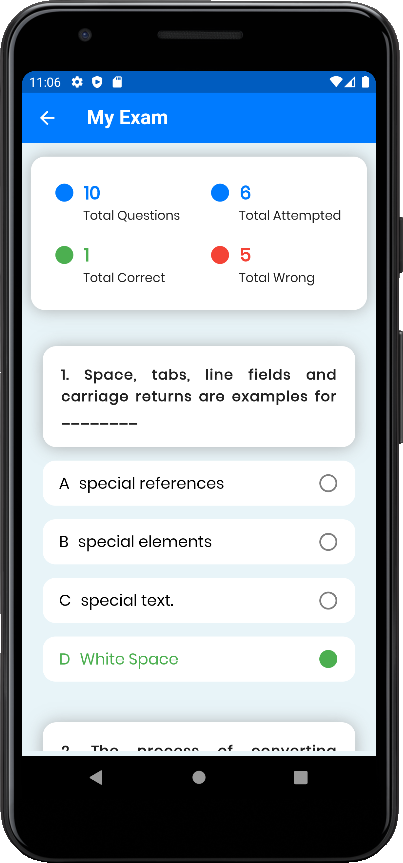 11:06
My Exam
10
Total Questions
6
Total Attempted
1
Total Correct
5
Total Wrong
1. Space, tabs, line fields and
carriage returns are examples for
________
A special references
B special elements
C special text.
D White Space
2. The process of converting